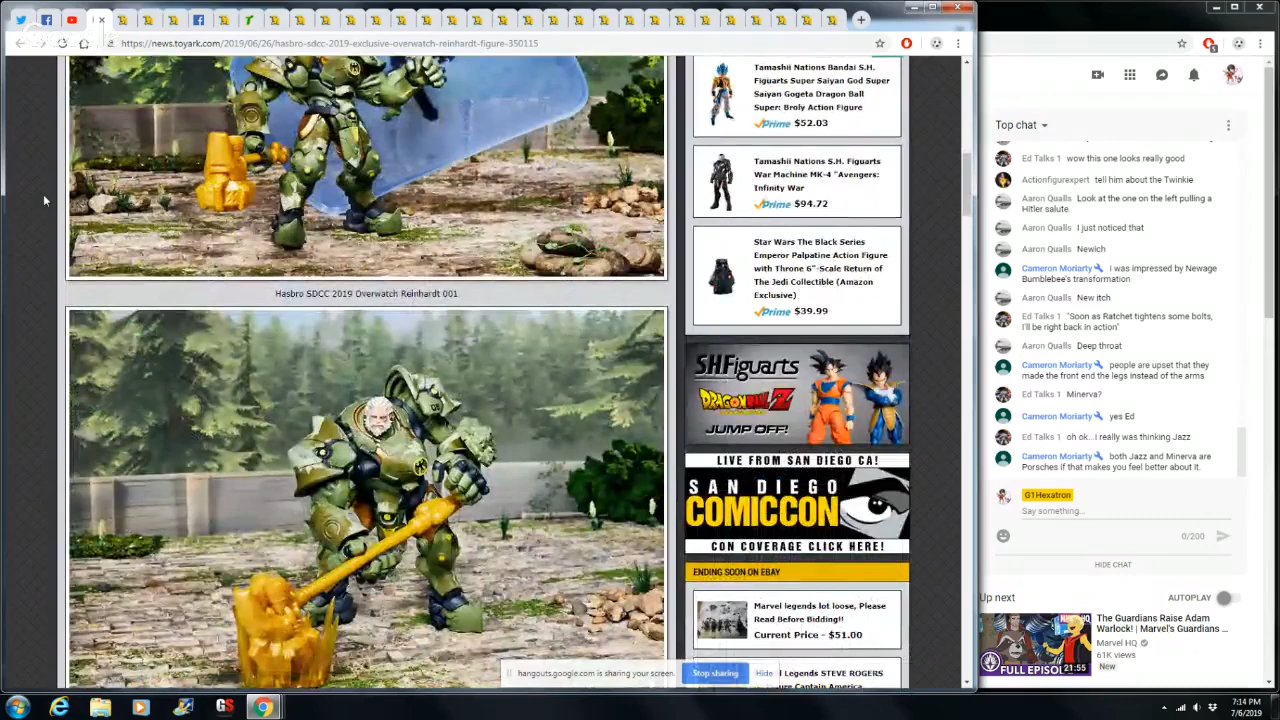 https://news.toyark.com/2019/06/26/hasbro-sdcc-2019-exclusive-overwatch-reinhardt-figure-350115
Hasbro SDCC 2019 Overwatch Reinhardt 001
Tamashii Nations Bandai S.H.
Figuarts Super Saiyan God Super
Saiyan Gogeta Dragon Ball
Super: Broly Action Figure
Prime $52.03
Tamashii Nations S.H. Figuarts
War Machine MK-4 "Avengers:
Infinity War
Prime $94.72
Star Wars The Black Series
Emperor Palpatine Action Figure
with Throne 6"-Scale Return of
The Jedi Collectible (Amazon
Exclusive)
Prime $39.99
SHFiguarts
DRAGONBALL Z
JUMP OFF!
LIVE FROM SAN DIEGO CA!
SAN DIEGO
COMICCON
CON COVERAGE CLICK HERE!
ENDING SOON ON EBAY
Marvel legends lot loose, Please
Read Before Bidding!!
Current Price - $51.00
l Legends STEVE ROGERS
hangouts.google.com is sharing your screen.
Stop sharing
Hide
Top chat
Ed Talks 1 wow this one looks really good
Actionfigurexpert tell him about the Twinkie
Aaron Qualls Look at the one on the left pulling a
Hitler salute.
Aaron Qualls I just noticed that
Aaron Qualls Newich
Cameron Moriarty I was impressed by Newage
Bumblebee's transformation
Aaron Qualls New itch
Ed Talks 1 "Soon as Ratchet tightens some bolts,
I'll be right back in action"
Aaron Qualls Deep throat
Cameron Moriarty people are upset that they
made the front end the legs instead of the arms
Ed Talks 1 Minerva?
Cameron Moriarty yes Ed
Ed Talks 1 oh ok...I really was thinking Jazz
Cameron Moriarty both Jazz and Minerva are
Porsches if that makes you feel better about it.
G1Hexatron
Say something...
0/200
HIDE CHAT
Up next
AUTOPLAY
The Guardians Raise Adam
Warlock! | Marvel's Guardians ...
Marvel HQ
61K views
New
FULL EPISOD
21:55
GS
7:14 PM
7/6/2019